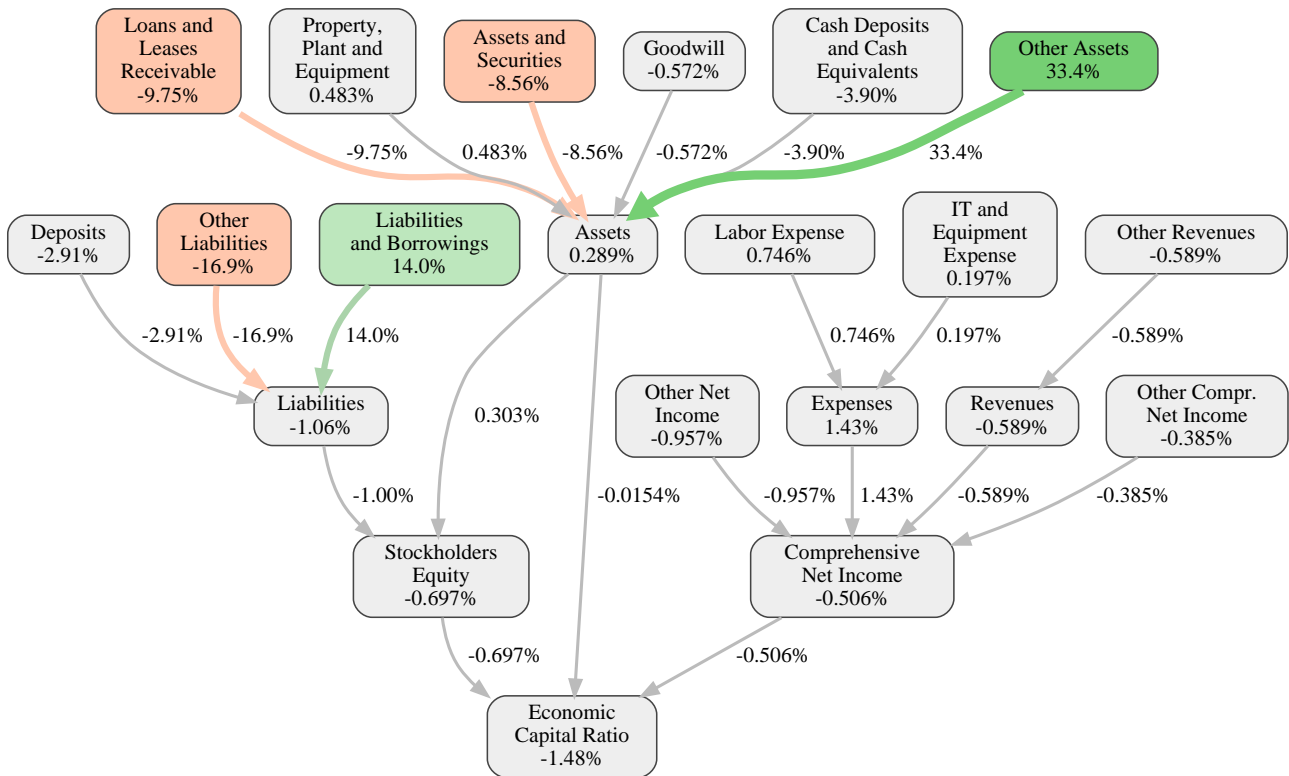 Loans and
Leases
Receivable
-9.75%
Property,
Plant and
Equipment
0.483%
Assets and
Securities
-8.56%
Goodwill
-0.572%
Cash Deposits
and Cash
Equivalents
-3.90%
Other Assets
33.4%
-9.75%
0.483%
-8.56%
-0.572%
-3.90%
33.4%
Deposits
-2.91%
Other
Liabilities
-16.9%
Liabilities
and Borrowings
14.0%
Assets
0.289%
Labor Expense
0.746%
IT and
Equipment
Expense
0.197%
Other Revenues
-0.589%
-2.91%
-16.9%
14.0%
0.303%
-0.0154%
0.746%
0.197%
-0.589%
Liabilities
-1.06%
Other Net
Income
-0.957%
Expenses
1.43%
Revenues
-0.589%
Other Compr.
Net Income
-0.385%
-1.00%
-0.957%
1.43%
-0.589%
-0.385%
Stockholders
Equity
-0.697%
Comprehensive
Net Income
-0.506%
-0.697%
-0.506%
Economic
Capital Ratio
-1.48%